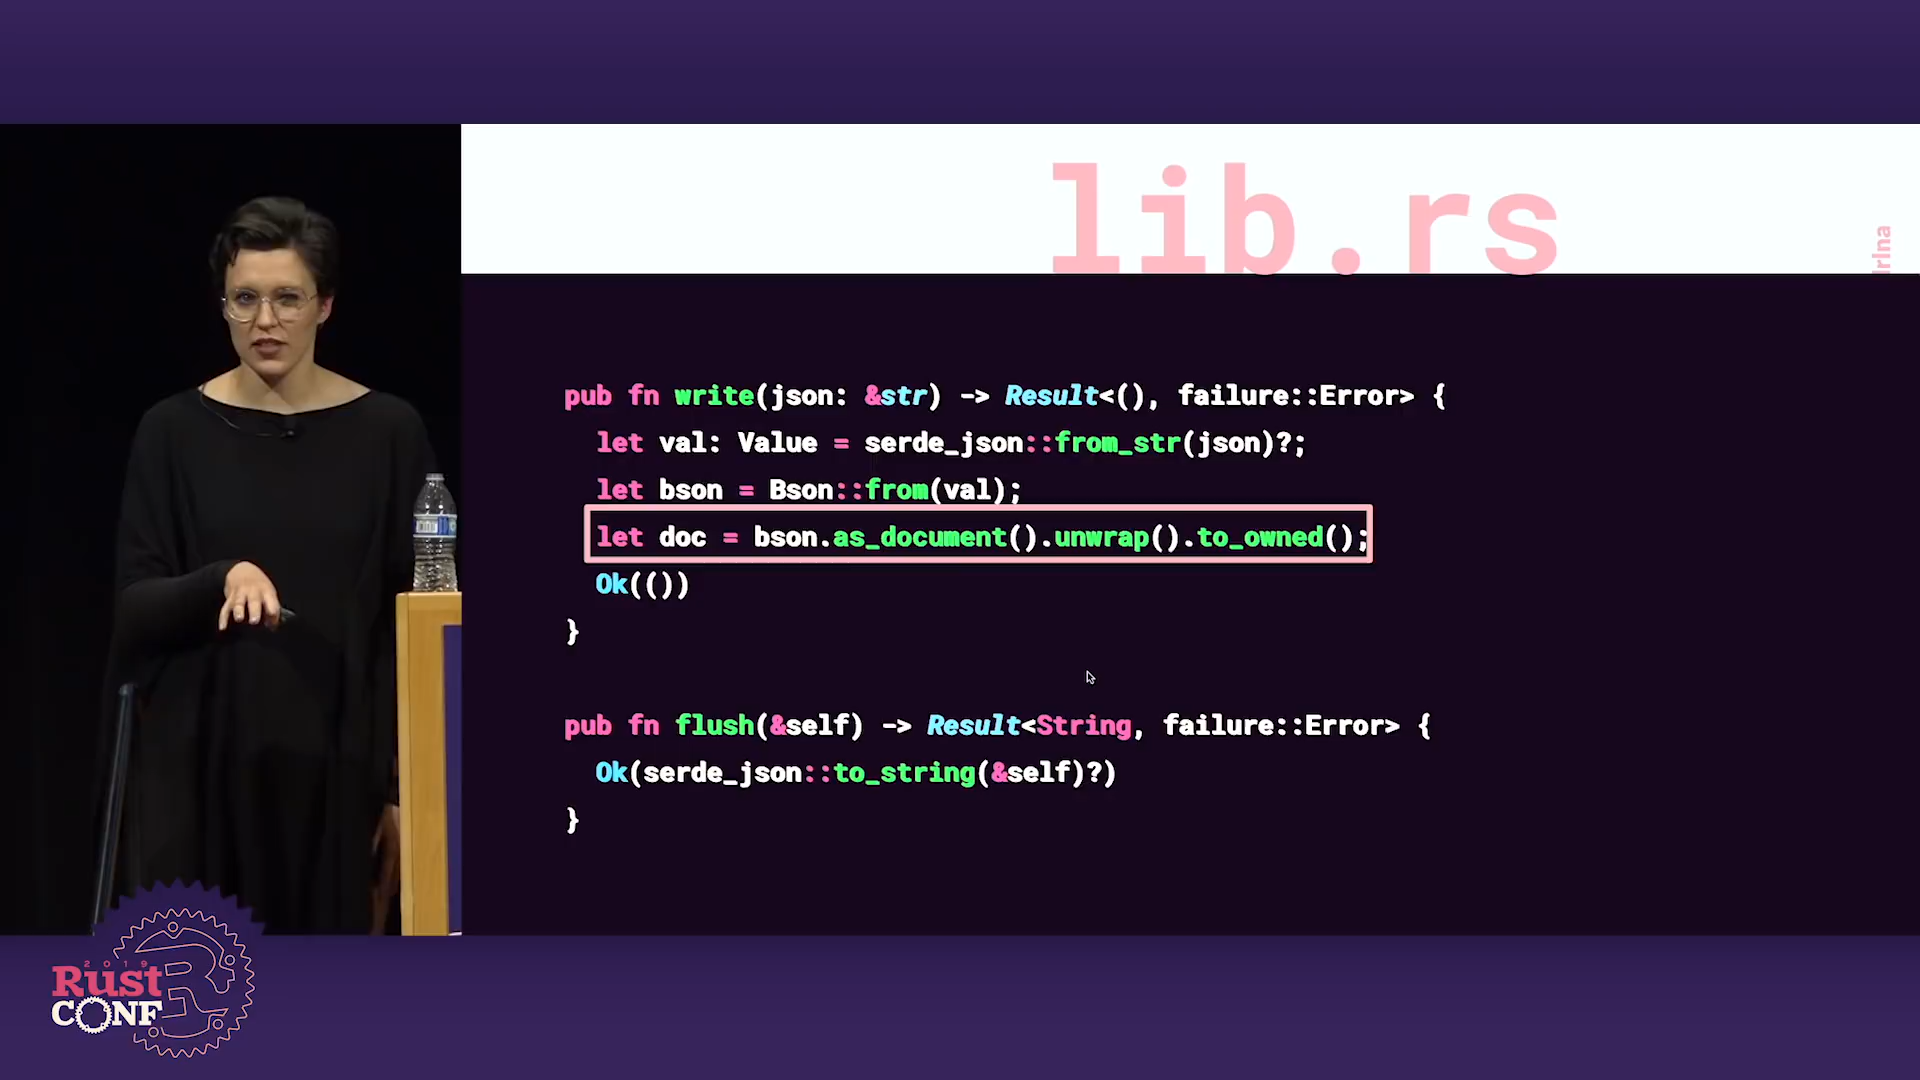 lib.rs
Irina
pub fn write(json: &str) -> Result<(), failure::Error> {
let val: Value = serde_json::from_str(json)?;
let bson = Bson::from(val);
let doc = bson.as_document().unwrap().to_owned();
Ok(())
}
pub fn flush(&self) -> Result<String, failure::Error> {
Ok(serde_json::to_string(&self)?)
}
2019
Rust
CONF